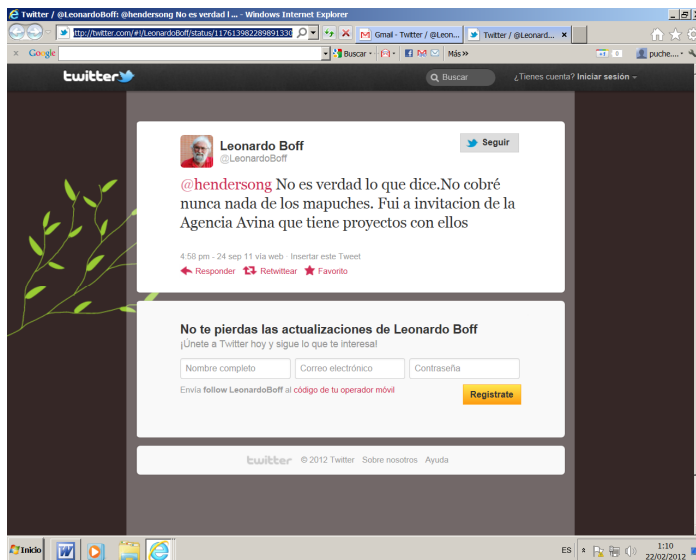 Twitter / @LeonardoBoff: @hendersong No es verdad l ... - Windows Internet Explorer
http://twitter.com/#!/LeonardoBoff/status/117613982289891330
Gmail - Twitter / @Leon...
Twitter / @Leonard...
Google
Buscar
Más »
puche....
twitter
Buscar
¿Tienes cuenta? Iniciar sesión
Leonardo Boff
@LeonardoBoff
Seguir
@hendersong No es verdad lo que dice.No cobré
nunca nada de los mapuches. Fui a invitacion de la
Agencia Avina que tiene proyectos con ellos
4:58 pm - 24 sep 11 vía web · Insertar este Tweet
Responder Retwittear Favorito
No te pierdas las actualizaciones de Leonardo Boff
¡Únete a Twitter hoy y sigue lo que te interesa!
Nombre completo Correo electrónico Contraseña
Envía follow LeonardoBoff al código de tu operador móvil
Regístrate
twitter © 2012 Twitter Sobre nosotros Ayuda
Inicio
ES
1:10
22/02/2012